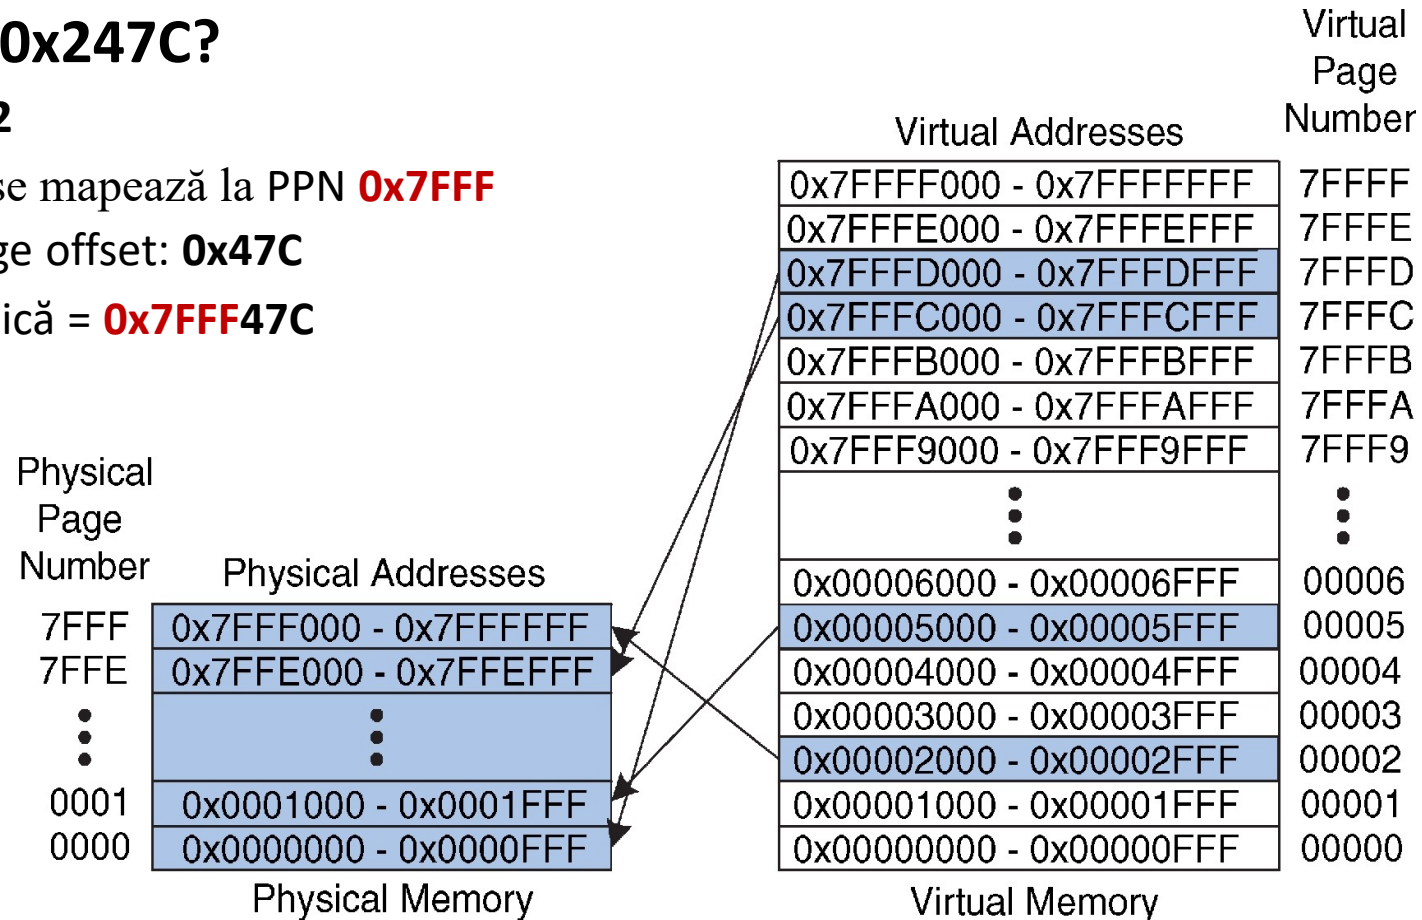 0x247C?
2
se mapează la PPN 0x7FFF
ge offset: 0x47C
ică = 0x7FFF47C
Physical
Page
Number
Physical Addresses
7FFF 0x7FFF000 - 0x7FFFFFF
7FFE 0x7FFE000 - 0x7FFEFFF
0001 0x0001000 - 0x0001FFF
0000 0x0000000 - 0x0000FFF
Physical Memory
Virtual
Page
Number
Virtual Addresses
0x7FFFF000 - 0x7FFFFFFF 7FFFF
0x7FFFE000 - 0x7FFFEFFF 7FFFE
0x7FFFD000 - 0x7FFFDFFF 7FFFD
0x7FFFC000 - 0x7FFFCFFF 7FFFC
0x7FFFB000 - 0x7FFFBFFF 7FFFB
0x7FFFA000 - 0x7FFFAFFF 7FFFA
0x7FFF9000 - 0x7FFF9FFF 7FFF9
0x00006000 - 0x00006FFF 00006
0x00005000 - 0x00005FFF 00005
0x00004000 - 0x00004FFF 00004
0x00003000 - 0x00003FFF 00003
0x00002000 - 0x00002FFF 00002
0x00001000 - 0x00001FFF 00001
0x00000000 - 0x00000FFF 00000
Virtual Memory